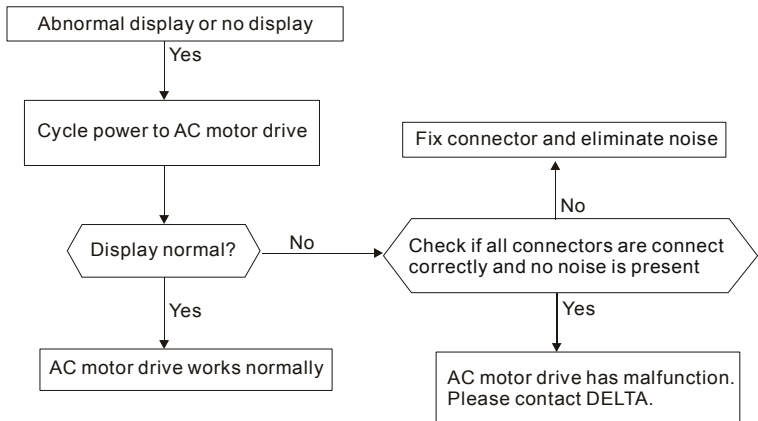 Abnormal display or no display
Yes
Cycle power to AC motor drive
Fix connector and eliminate noise
No
Display normal?
No
Check if all connectors are connect
correctly and no noise is present
Yes
Yes
AC motor drive works normally
AC motor drive has malfunction.
Please contact DELTA.